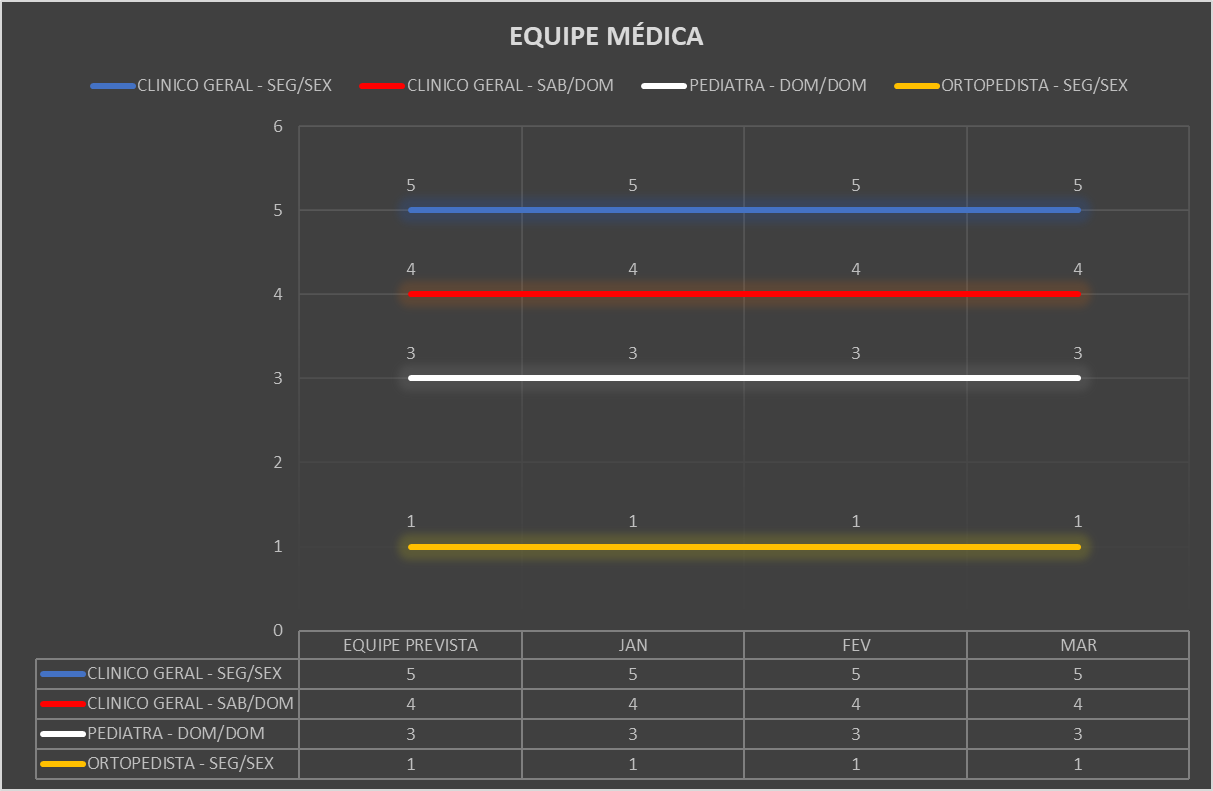 EQUIPE MÉDICA
CLINICO GERAL - SEG/SEX CLINICO GERAL - SAB/DOM PEDIATRA - DOM/DOM ORTOPEDISTA - SEG/SEX
6
5 5 5 5
5
4 4 4 4
4
3 3 3 3
3
2
1 1 1 1
1
0
EQUIPE PREVISTA JAN FEV MAR
CLINICO GERAL - SEG/SEX 5 5 5 5
CLINICO GERAL - SAB/DOM 4 4 4 4
PEDIATRA - DOM/DOM 3 3 3 3
ORTOPEDISTA - SEG/SEX 1 1 1 1